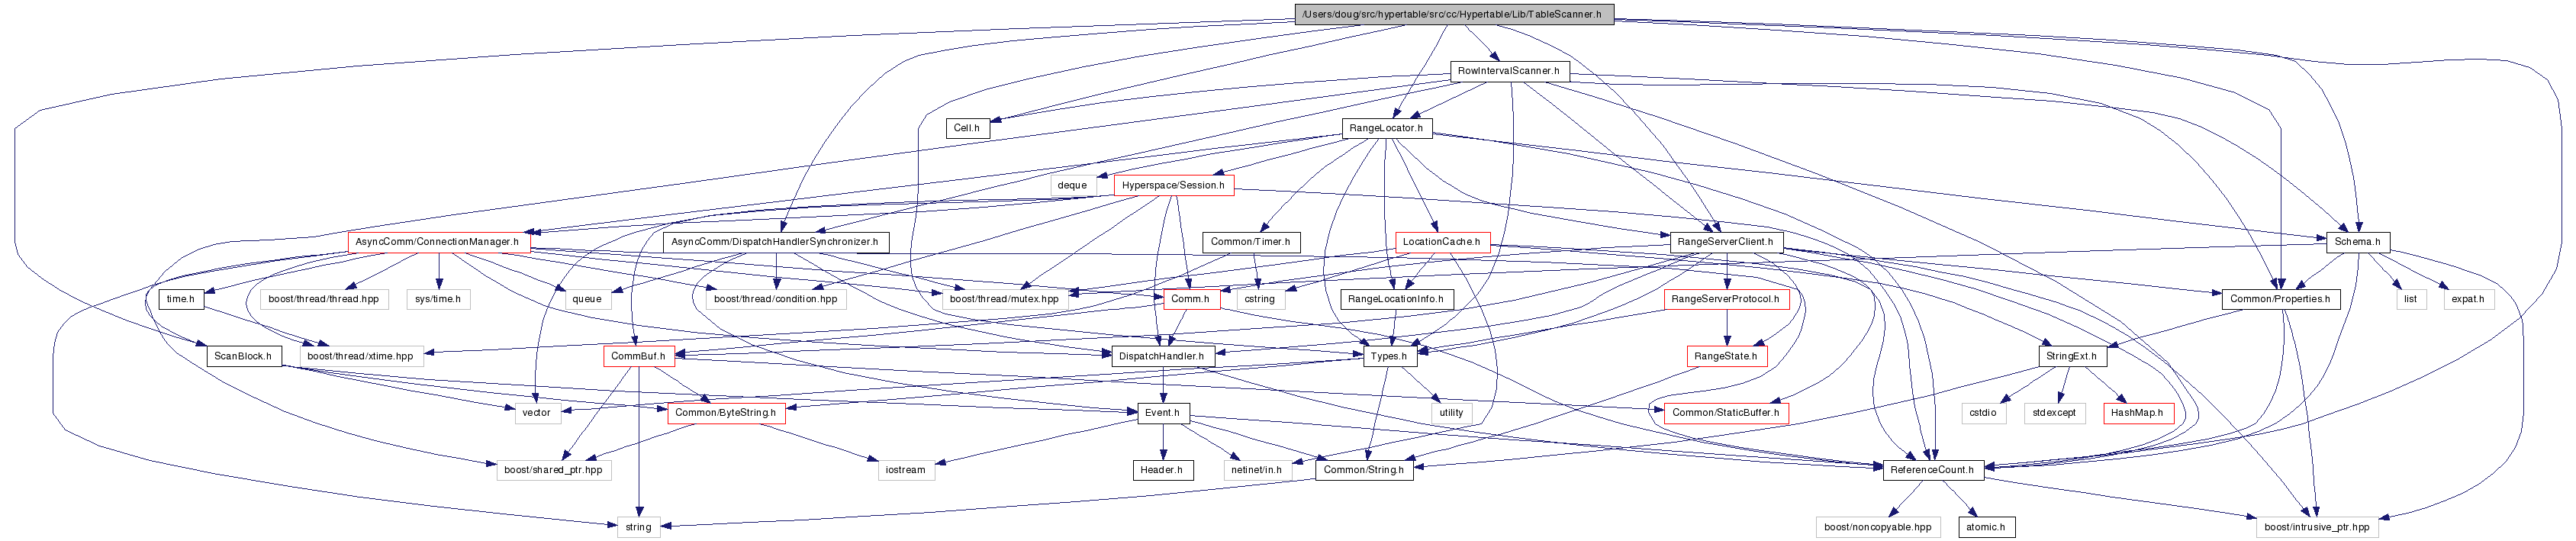 /Users/doug/src/hypertable/src/cc/Hypertable/Lib/TableScanner.h
RowIntervalScanner.h
Cell.h
RangeLocator.h
deque
Hyperspace/Session.h
AsyncComm/ConnectionManager.h
AsyncComm/DispatchHandlerSynchronizer.h
Common/Timer.h
LocationCache.h
RangeServerClient.h
Schema.h
time.h
boost/thread/thread.hpp
sys/time.h
queue
boost/thread/condition.hpp
boost/thread/mutex.hpp
Comm.h
cstring
RangeLocationInfo.h
RangeServerProtocol.h
Common/Properties.h
list
expat.h
ScanBlock.h
boost/thread/xtime.hpp
CommBuf.h
DispatchHandler.h
Types.h
RangeState.h
StringExt.h
vector
Common/ByteString.h
Common/StaticBuffer.h
Event.h
utility
cstdio
stdexcept
HashMap.h
boost/shared_ptr.hpp
iostream
Header.h
netinet/in.h
Common/String.h
ReferenceCount.h
string
boost/noncopyable.hpp
atomic.h
boost/intrusive_ptr.hpp